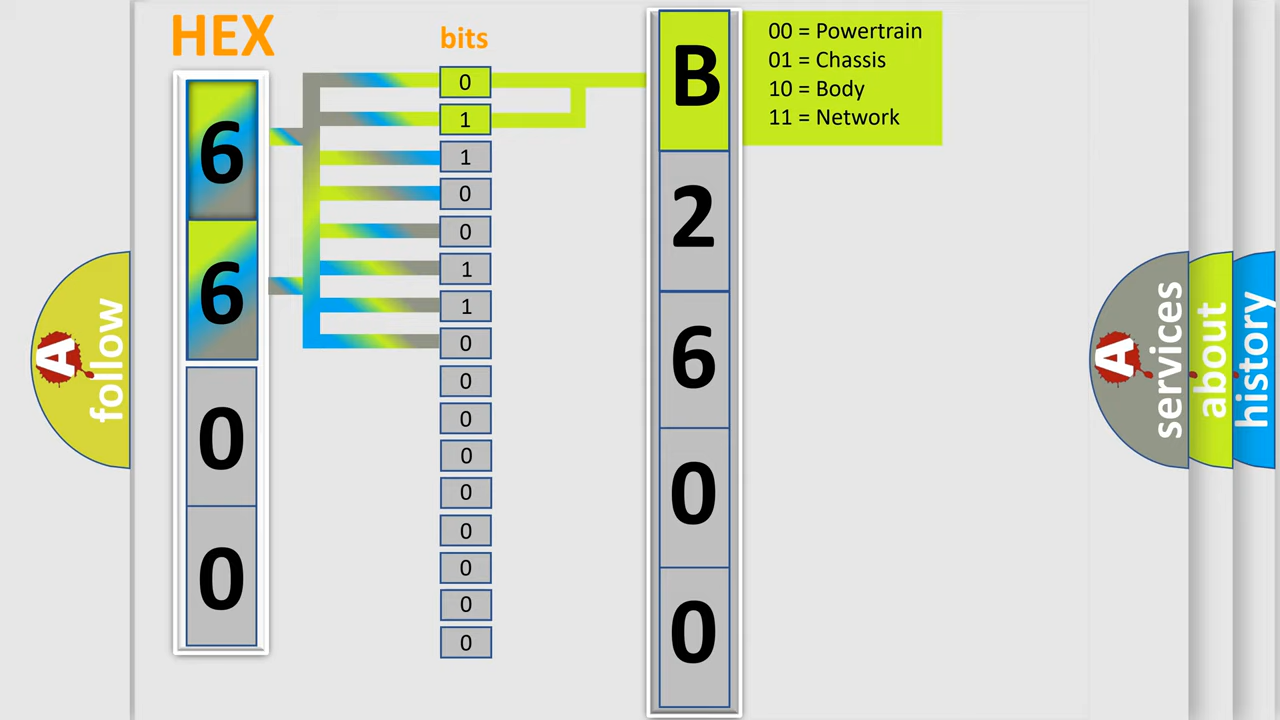 HEX
bits
6
6
0
0
0
1
1
0
0
1
1
0
0
0
0
0
0
0
0
0
B
2
6
0
0
00 = Powertrain
01 = Chassis
10 = Body
11 = Network
A follow
A services
about
history